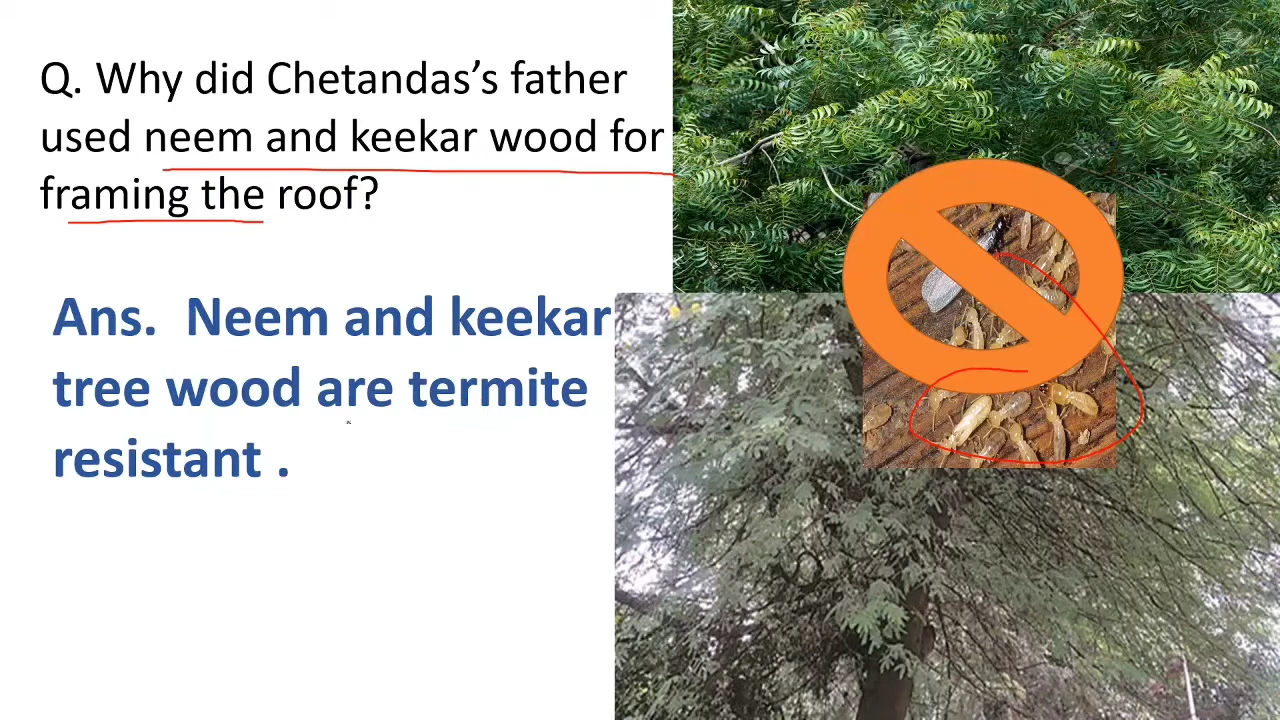 Q. Why did Chetandas’s father
used neem and keekar wood for
framing the roof?
Ans.  Neem and keekar
tree wood are termite
resistant .